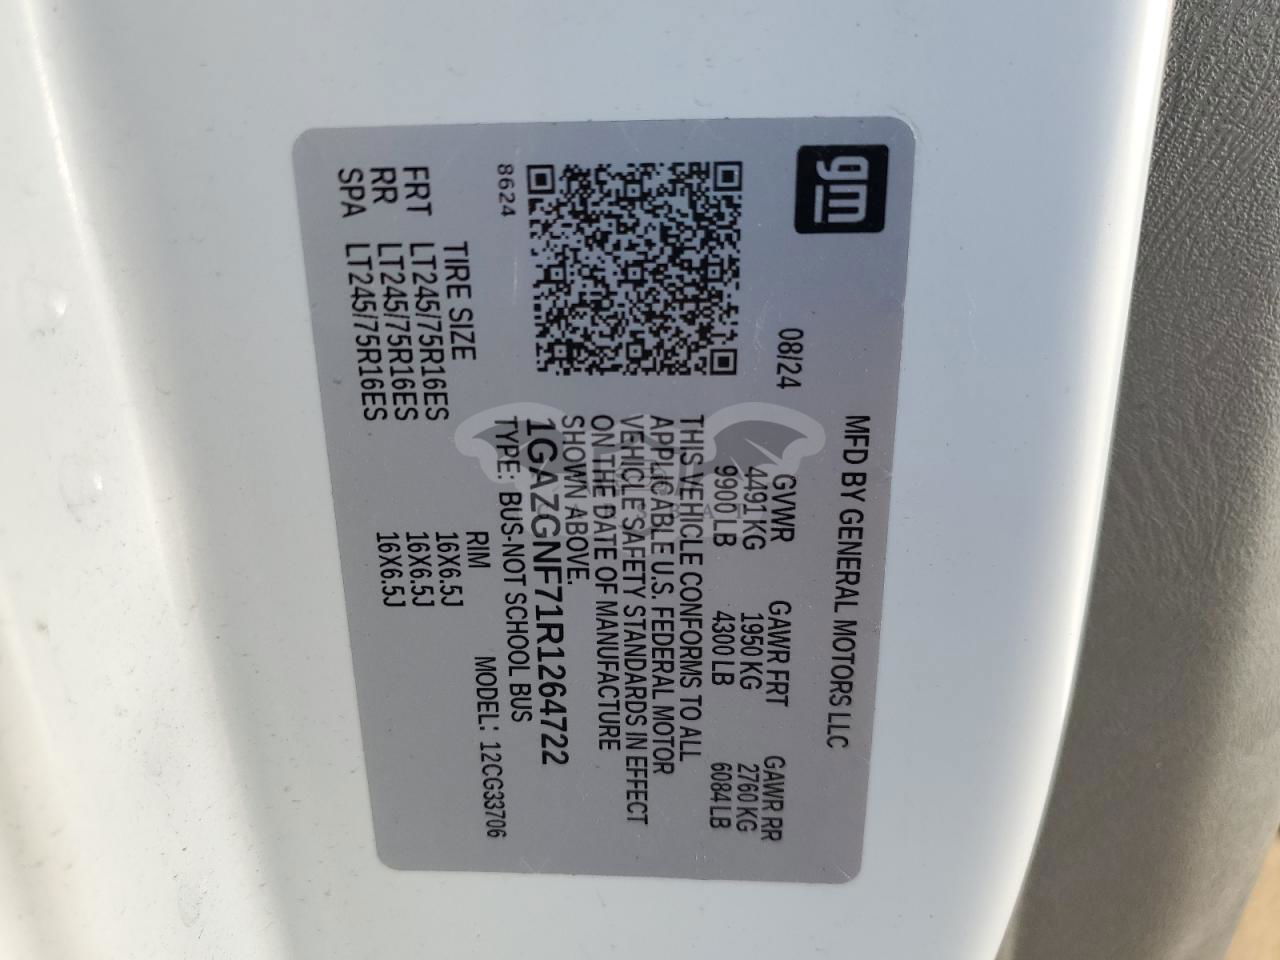 gm
MFD BY GENERAL MOTORS LLC
08/24 GVWR GAWR FRT GAWR RR
4491 KG 1950 KG 2760 KG
9900 LB 4300 LB 6084 LB
THIS VEHICLE CONFORMS TO ALL
APPLICABLE U.S. FEDERAL MOTOR
VEHICLE SAFETY STANDARDS IN EFFECT
ON THE DATE OF MANUFACTURE
SHOWN ABOVE.
1GAZGNF71R1264722
8624 TYPE: BUS-NOT SCHOOL BUS
MODEL: 12CG33706
TIRE SIZE RIM
FRT LT245/75R16ES 16X6.5J
RR LT245/75R16ES 16X6.5J
SPA LT245/75R16ES 16X6.5J